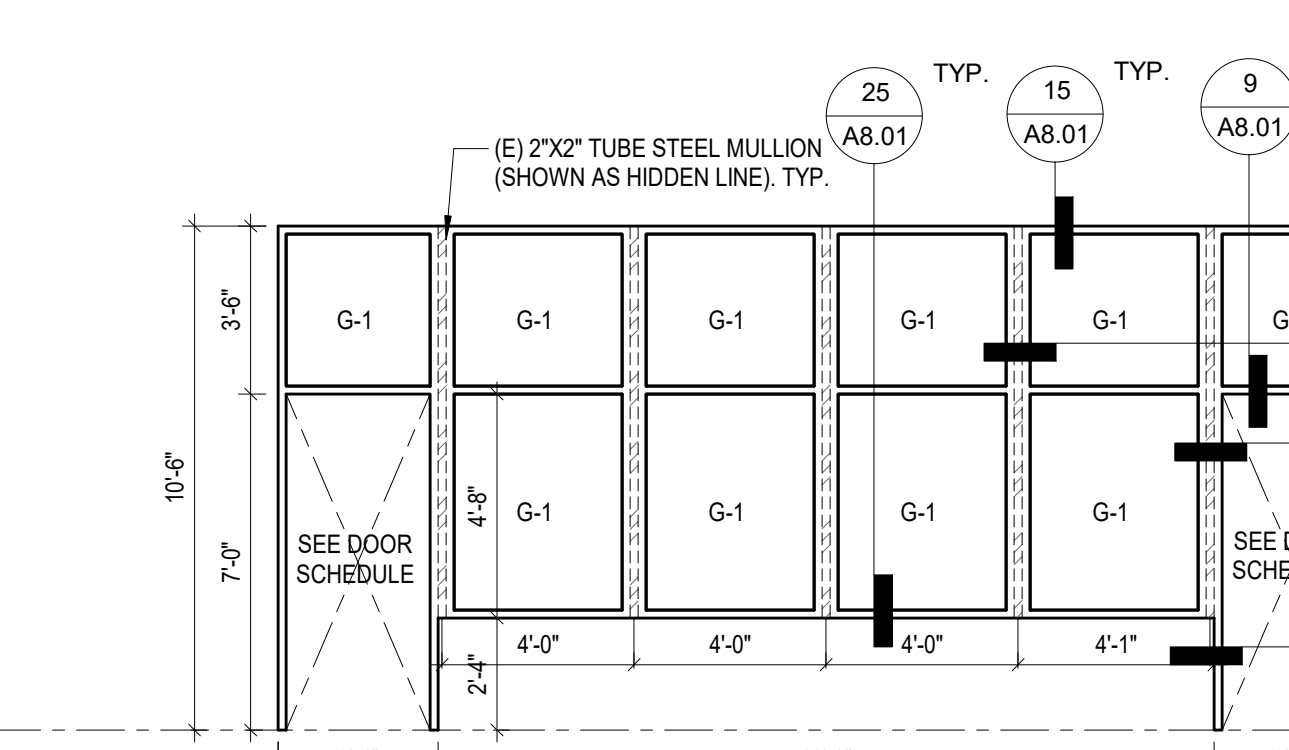 25
A8.01
TYP.
15
A8.01
TYP.
9
A8.01
(E) 2"X2" TUBE STEEL MULLION
(SHOWN AS HIDDEN LINE). TYP.
3'-6"
G-1
G-1
G-1
G-1
G-1
G
10'-6"
7'-0"
4'-8"
G-1
G-1
G-1
G-1
SEE DOOR
SCHEDULE
SEE
2'-4"
4'-0"
4'-0"
4'-0"
4'-1"